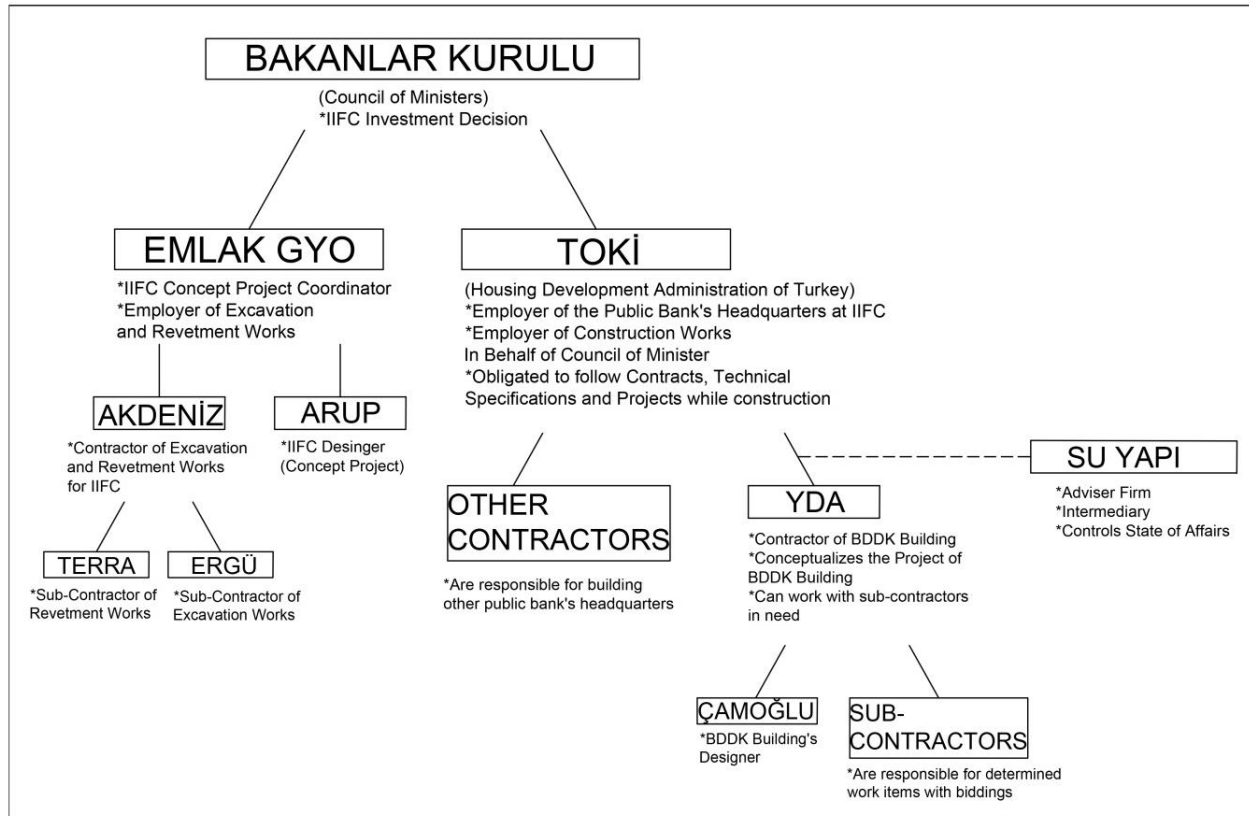 BAKANLAR KURULU
(Council of Ministers)
*IIFC Investment Decision
EMLAK GYO
*IIFC Concept Project Coordinator
*Employer of Excavation
and Revetment Works
TOKİ
(Housing Development Administration of Turkey)
*Employer of the Public Bank's Headquarters at IIFC
*Employer of Construction Works
In Behalf of Council of Minister
*Obligated to follow Contracts, Technical
Specifications and Projects while construction
AKDENİZ
*Contractor of Excavation
and Revetment Works
for IIFC
ARUP
*IIFC Desinger
(Concept Project)
TERRA
*Sub-Contractor of
Revetment Works
ERGÜ
*Sub-Contractor of
Excavation Works
OTHER
CONTRACTORS
*Are responsible for building
other public bank's headquarters
YDA
*Contractor of BDDK Building
*Conceptualizes the Project of
BDDK Building
*Can work with sub-contractors
in need
SU YAPI
*Adviser Firm
*Intermediary
*Controls State of Affairs
ÇAMOĞLU
*BDDK Building's
Designer
SUB-
CONTRACTORS
*Are responsible for determined
work items with biddings